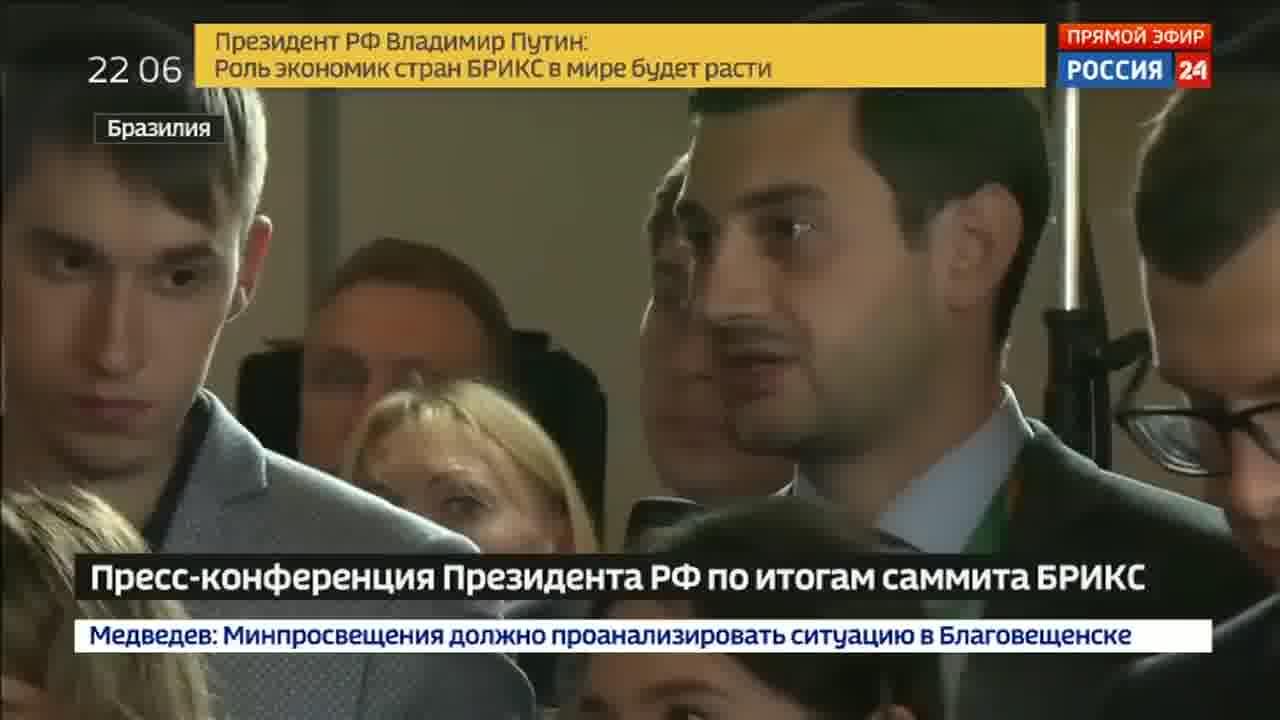 22 06
Президент РФ Владимир Путин:
Роль экономик стран БРИКС в мире будет расти
ПРЯМОЙ ЭФИР
РОССИЯ 24
Бразилия
Пресс-конференция Президента РФ по итогам саммита БРИКС
Медведев: Минпросвещения должно проанализировать ситуацию в Благовещенске